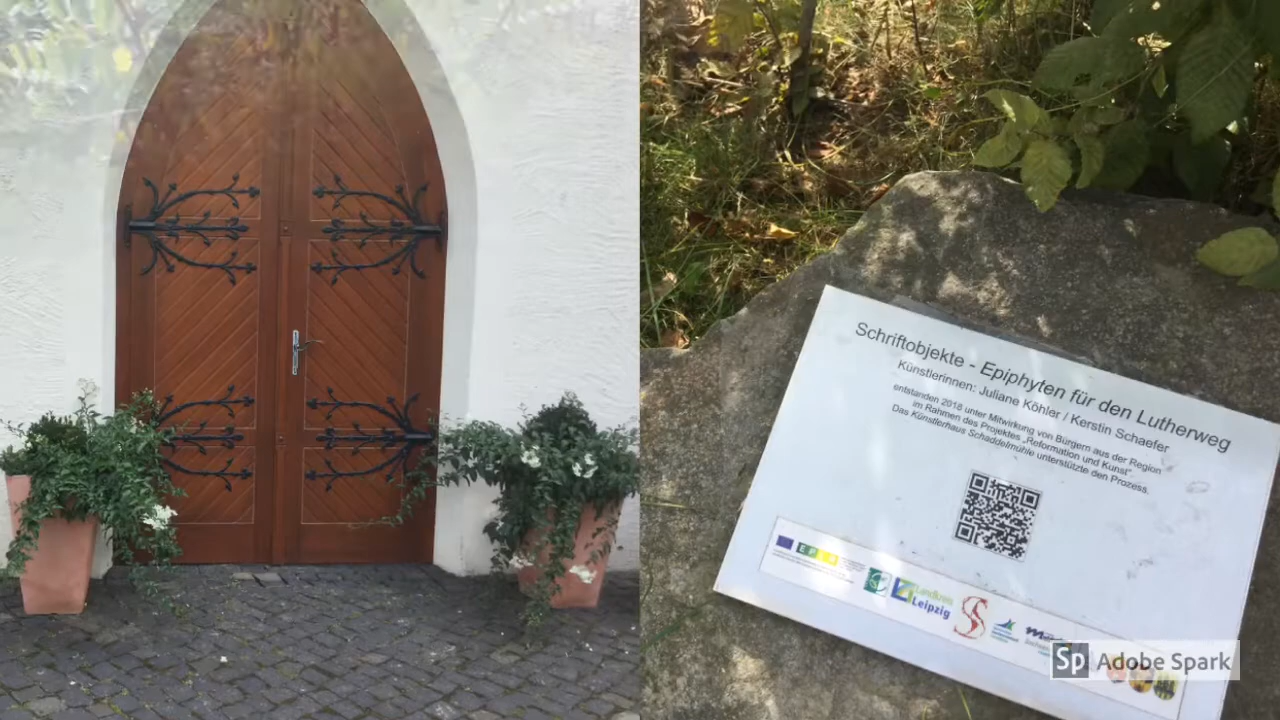 Schriftobjekte - Epiphyten für den Lutherweg
Künstlerinnen: Juliane Köhler / Kerstin Schaefer
entstanden 2018 unter Mitwirkung von Bürgern aus der Region
im Rahmen des Projektes „Reformation und Kunst".
Das Künstlerhaus Schaddelmühle unterstützte den Prozess.
Landkreis
Leipzig
Sp Adobe Spark